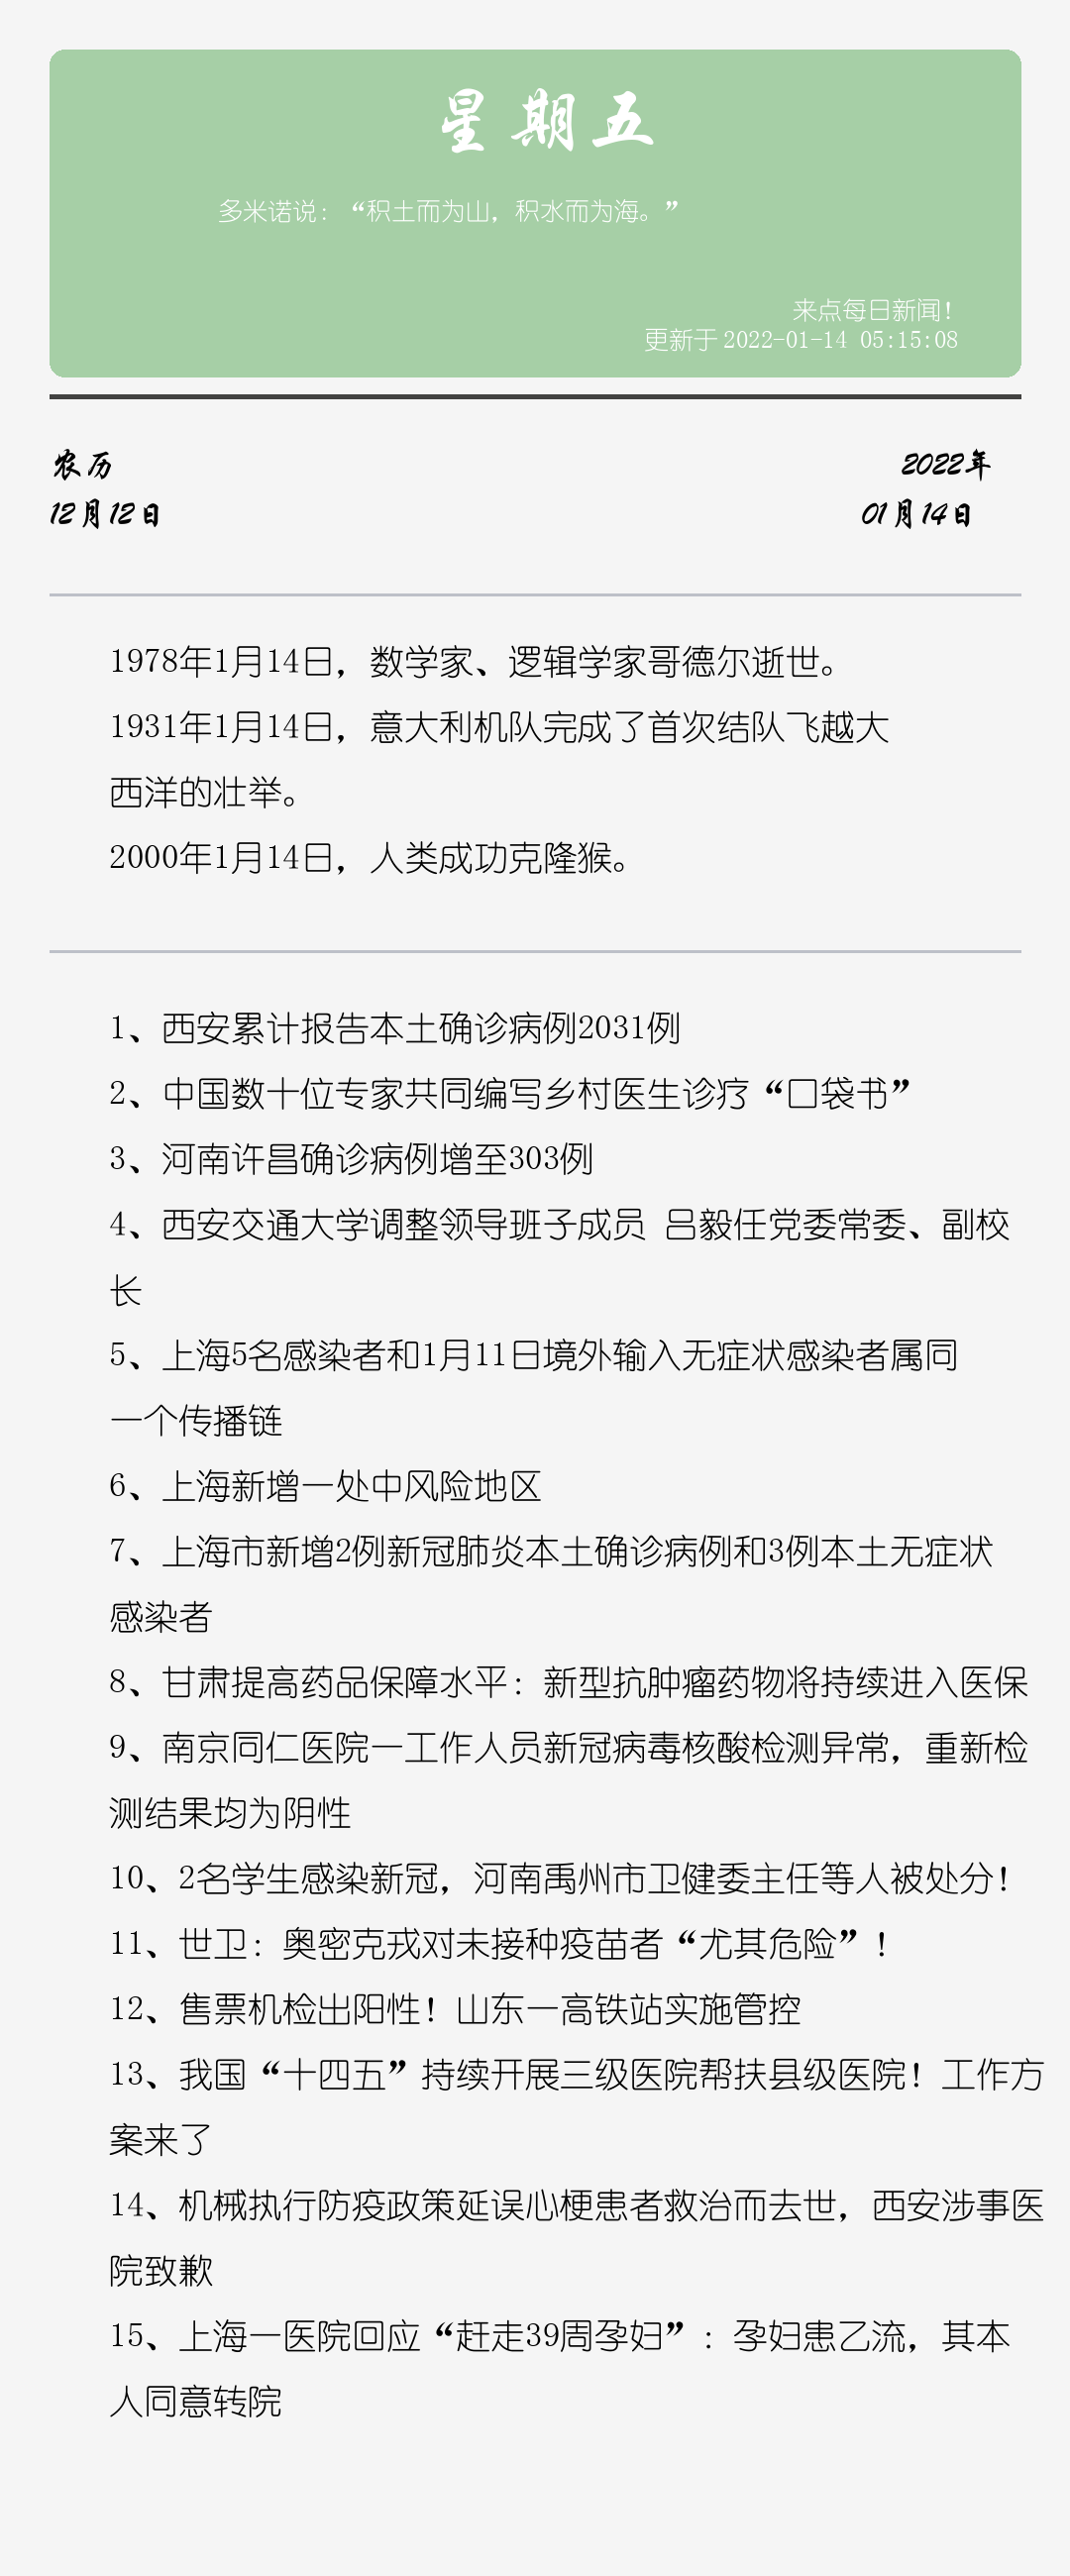 星期五
多米诺说：“积土而为山，积水而为海。”
来点每日新闻！
更新于 2022-01-14 05:15:08
农历
2022年
12月12日
01月14日
1978年1月14日，数学家、逻辑学家哥德尔逝世。
1931年1月14日，意大利机队完成了首次结队飞越大
西洋的壮举。
2000年1月14日，人类成功克隆猴。
1、西安累计报告本土确诊病例2031例
2、中国数十位专家共同编写乡村医生诊疗“口袋书”
3、河南许昌确诊病例增至303例
4、西安交通大学调整领导班子成员 吕毅任党委常委、副校
长
5、上海5名感染者和1月11日境外输入无症状感染者属同
一个传播链
6、上海新增一处中风险地区
7、上海市新增2例新冠肺炎本土确诊病例和3例本土无症状
感染者
8、甘肃提高药品保障水平：新型抗肿瘤药物将持续进入医保
9、南京同仁医院一工作人员新冠病毒核酸检测异常，重新检
测结果均为阴性
10、2名学生感染新冠，河南禹州市卫健委主任等人被处分！
11、世卫：奥密克戎对未接种疫苗者“尤其危险”！
12、售票机检出阳性！山东一高铁站实施管控
13、我国“十四五”持续开展三级医院帮扶县级医院！工作方
案来了
14、机械执行防疫政策延误心梗患者救治而去世，西安涉事医
院致歉
15、上海一医院回应“赶走39周孕妇”：孕妇患乙流，其本
人同意转院